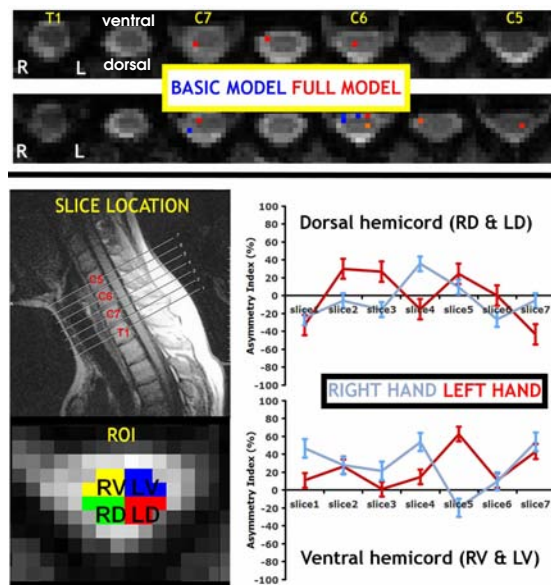 T1 C7 C6 C5
ventral
dorsal
R L
BASIC MODEL FULL MODEL
R L
SLICE LOCATION
C5
C6
C7
T1
ROI
RV LV
RD LD
Dorsal hemicord (RD & LD)
Asymmetry Index (%)
100
80
60
40
20
0
-20
-40
-60
-80
-100
slice1 slice2 slice3 slice4 slice5 slice6 slice7
RIGHT HAND LEFT HAND
Asymmetry Index (%)
100
80
60
40
20
0
-20
-40
-60
-80
-100
slice1 slice2 slice3 slice4 slice5 slice6 slice7
Ventral hemicord (RV & LV)